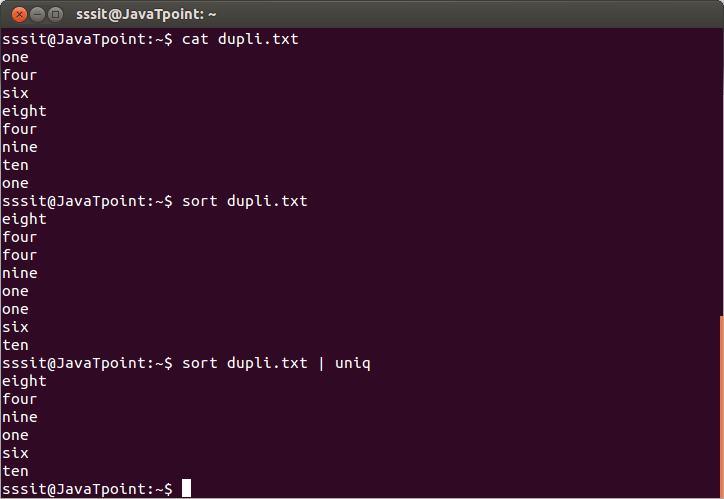 sssit@JavaTpoint: ~
sssit@JavaTpoint:~$ cat dupli.txt
one
four
six
eight
four
nine
ten
one
sssit@JavaTpoint:~$ sort dupli.txt
eight
four
four
nine
one
one
six
ten
sssit@JavaTpoint:~$ sort dupli.txt | uniq
eight
four
nine
one
six
ten
sssit@JavaTpoint:~$